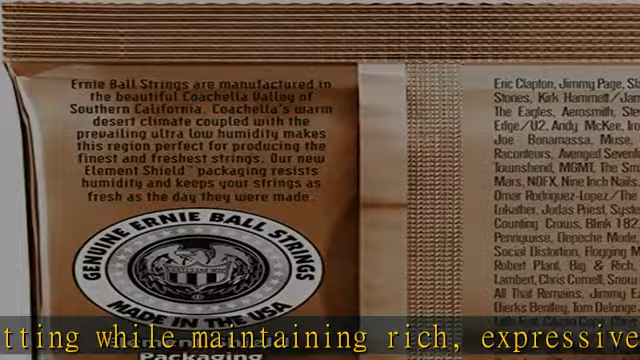 Ernie Ball Strings are manufactured in
the beautiful Coachella Valley of
Southern California. Coachella's warm
desert climate coupled with the
prevailing ultra low humidity makes
this region perfect for producing the
finest and freshest strings. Our new
Element Shield™ packaging resists
humidity and keeps your strings as
fresh as the day they were made.
GENUINE ERNIE BALL STRINGS
MADE IN THE USA
Packaging
Eric Clapton, Jimmy Page,
Stones, Kirk Hammett/
The Eagles, Aerosmith,
Edge/U2, Andy McKee,
Joe Bonamassa, Muse,
Raconteurs, Avenged
Townshend, MGMT, The
Mars, NOFX, Nine Inch Nails,
Omar Rodriguez-Lopez/The
Lukather, Judas Priest,
Counting Crows, Blink 182,
Pennywise, Depeche Mode,
Social Distortion, Flogging
Robert Plant, Big & Rich,
Lambert, Chris Cornell,
All That Remains, Jimmy
Dierks Bentley, Tom Delonge
tting while maintaining rich, expressive